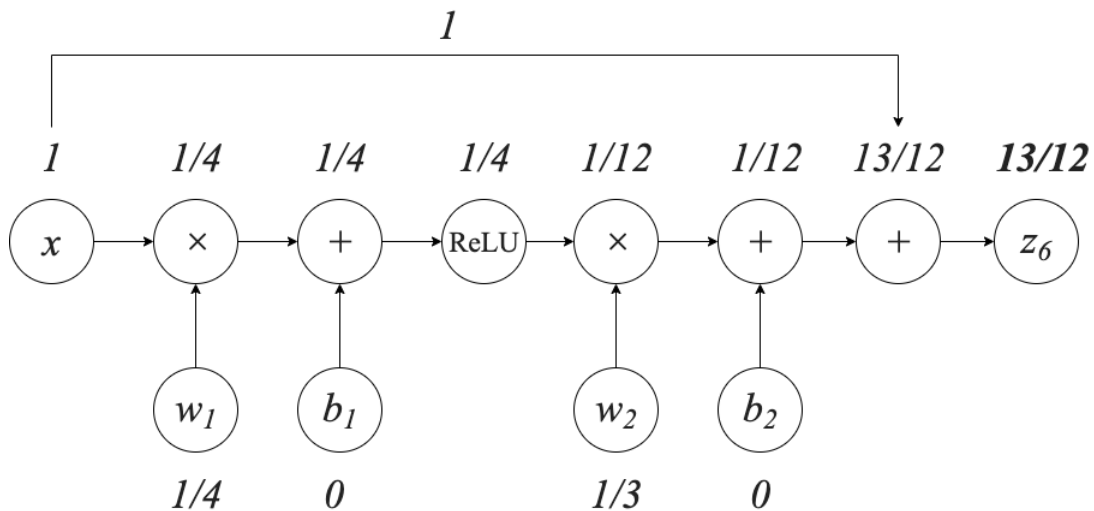 1
1 1/4 1/4 1/4 1/12 1/12 13/12 13/12
x × + ReLU × + + z₆
w₁ b₁ w₂ b₂
1/4 0 1/3 0